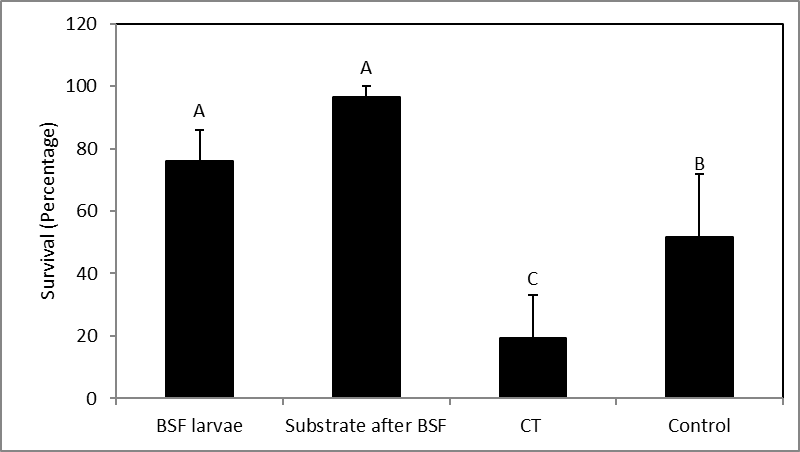 120
100
80
60
40
20
0
Survival (Percentage)
A
A
C
B
BSF larvae
Substrate after BSF
CT
Control